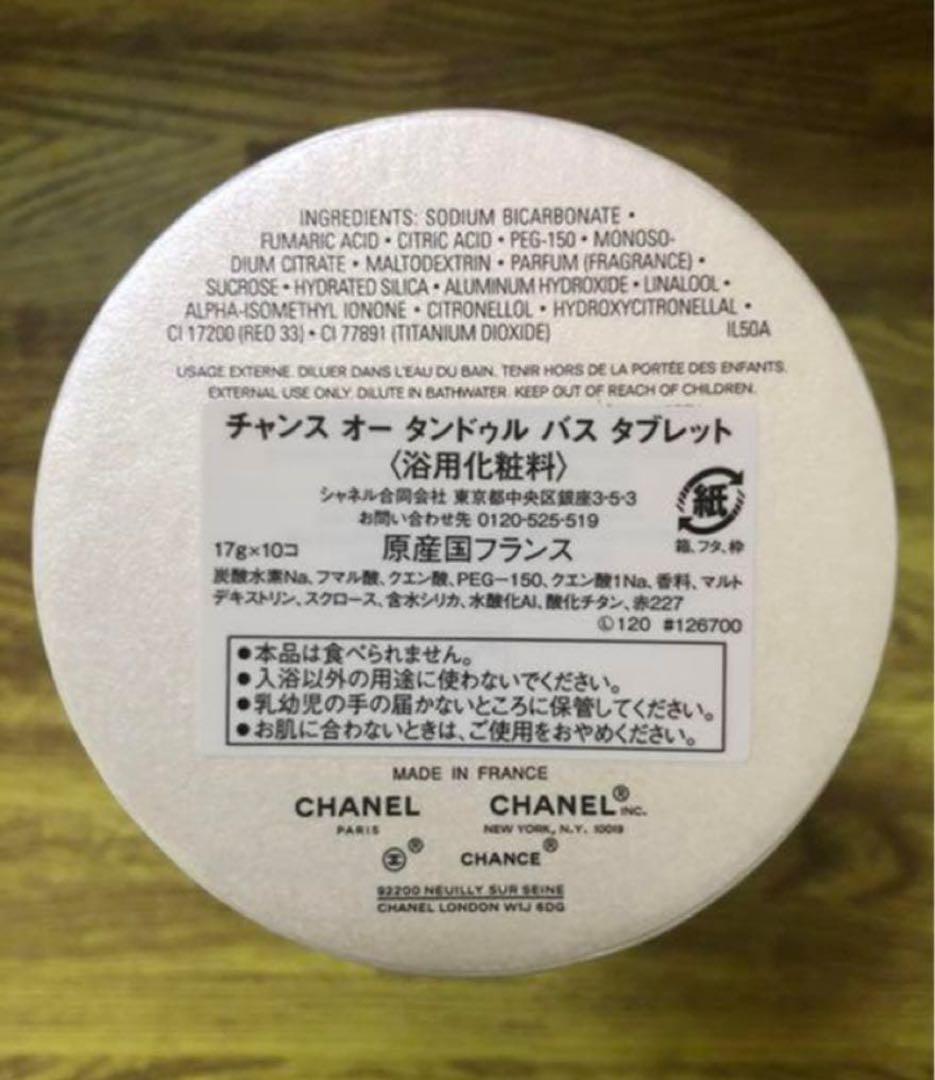 INGREDIENTS: SODIUM BICARBONATE •
FUMARIC ACID • CITRIC ACID • PEG-150 • MONOSO-
DIUM CITRATE • MALTODEXTRIN • PARFUM (FRAGRANCE) •
SUCROSE • HYDRATED SILICA • ALUMINUM HYDROXIDE • LINALOOL •
ALPHA-ISOMETHYL IONONE • CITRONELLOL • HYDROXYCITRONELLAL •
CI 17200 (RED 33) • CI 77891 (TITANIUM DIOXIDE) IL50A
USAGE EXTERNE. DILUER DANS L'EAU DU BAIN. TENIR HORS DE LA PORTÉE DES ENFANTS.
EXTERNAL USE ONLY. DILUTE IN BATHWATER. KEEP OUT OF REACH OF CHILDREN.
チャンス オー タンドゥル バス タブレット
〈浴用化粧料〉
シャネル合同会社 東京都中央区銀座3-5-3
お問い合わせ先 0120-525-519
紙
箱、フタ、枠
17g×10コ 原産国フランス
炭酸水素Na、フマル酸、クエン酸、PEG-150、クエン酸1Na、香料、マルト
デキストリン、スクロース、含水シリカ、水酸化Al、酸化チタン、赤227
Ⓛ120 #126700
●本品は食べられません。
●入浴以外の用途に使わないでください。
●乳幼児の手の届かないところに保管してください。
●お肌に合わないときは、ご使用をおやめください。
MADE IN FRANCE
CHANEL CHANEL® INC.
PARIS NEW YORK, N.Y. 10019
® CHANCE®
92200 NEUILLY SUR SEINE
CHANEL LONDON W1J 6DG